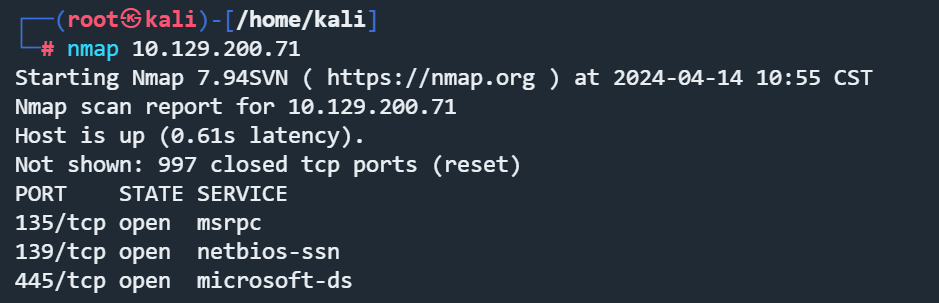 ┌──(root㉿kali)-[/home/kali]
└─# nmap 10.129.200.71
Starting Nmap 7.94SVN ( https://nmap.org ) at 2024-04-14 10:55 CST
Nmap scan report for 10.129.200.71
Host is up (0.61s latency).
Not shown: 997 closed tcp ports (reset)
PORT    STATE SERVICE
135/tcp open  msrpc
139/tcp open  netbios-ssn
445/tcp open  microsoft-ds